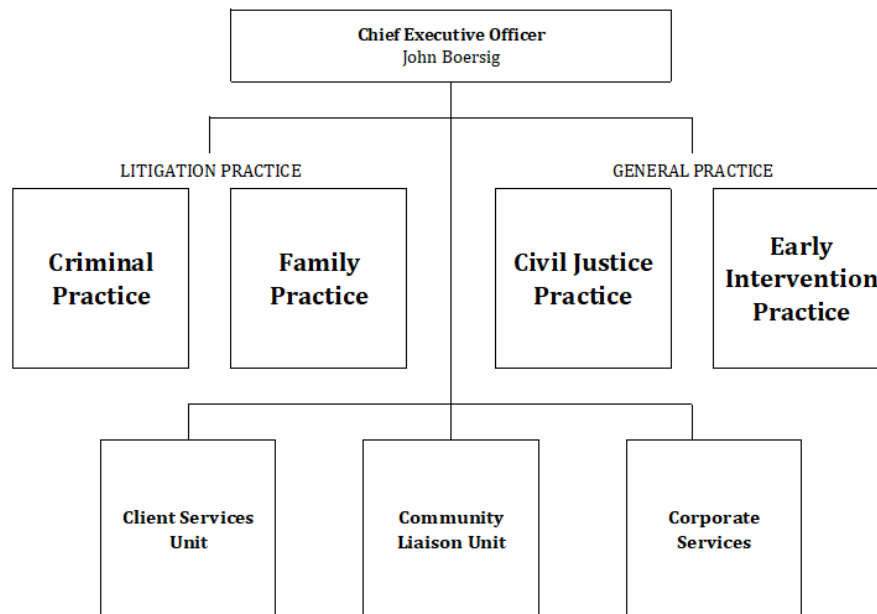 Chief Executive Officer
John Boersig
LITIGATION PRACTICE
GENERAL PRACTICE
Criminal
Practice
Family
Practice
Civil Justice
Practice
Early
Intervention
Practice
Client Services
Unit
Community
Liaison Unit
Corporate
Services